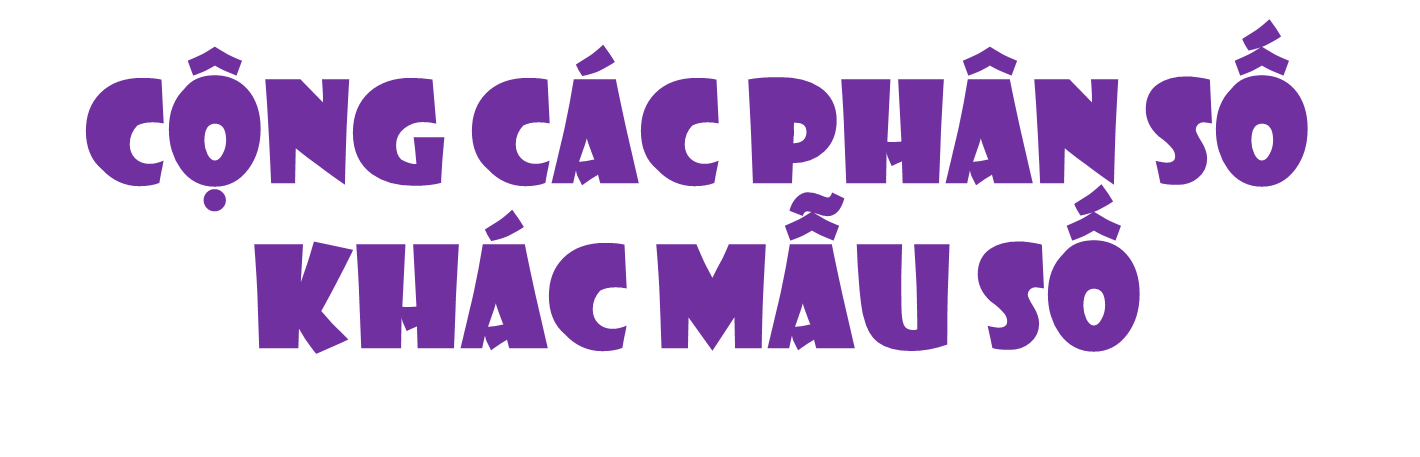 CỘNG CÁC PHÂN SỐ
KHÁC MẪU SỐ